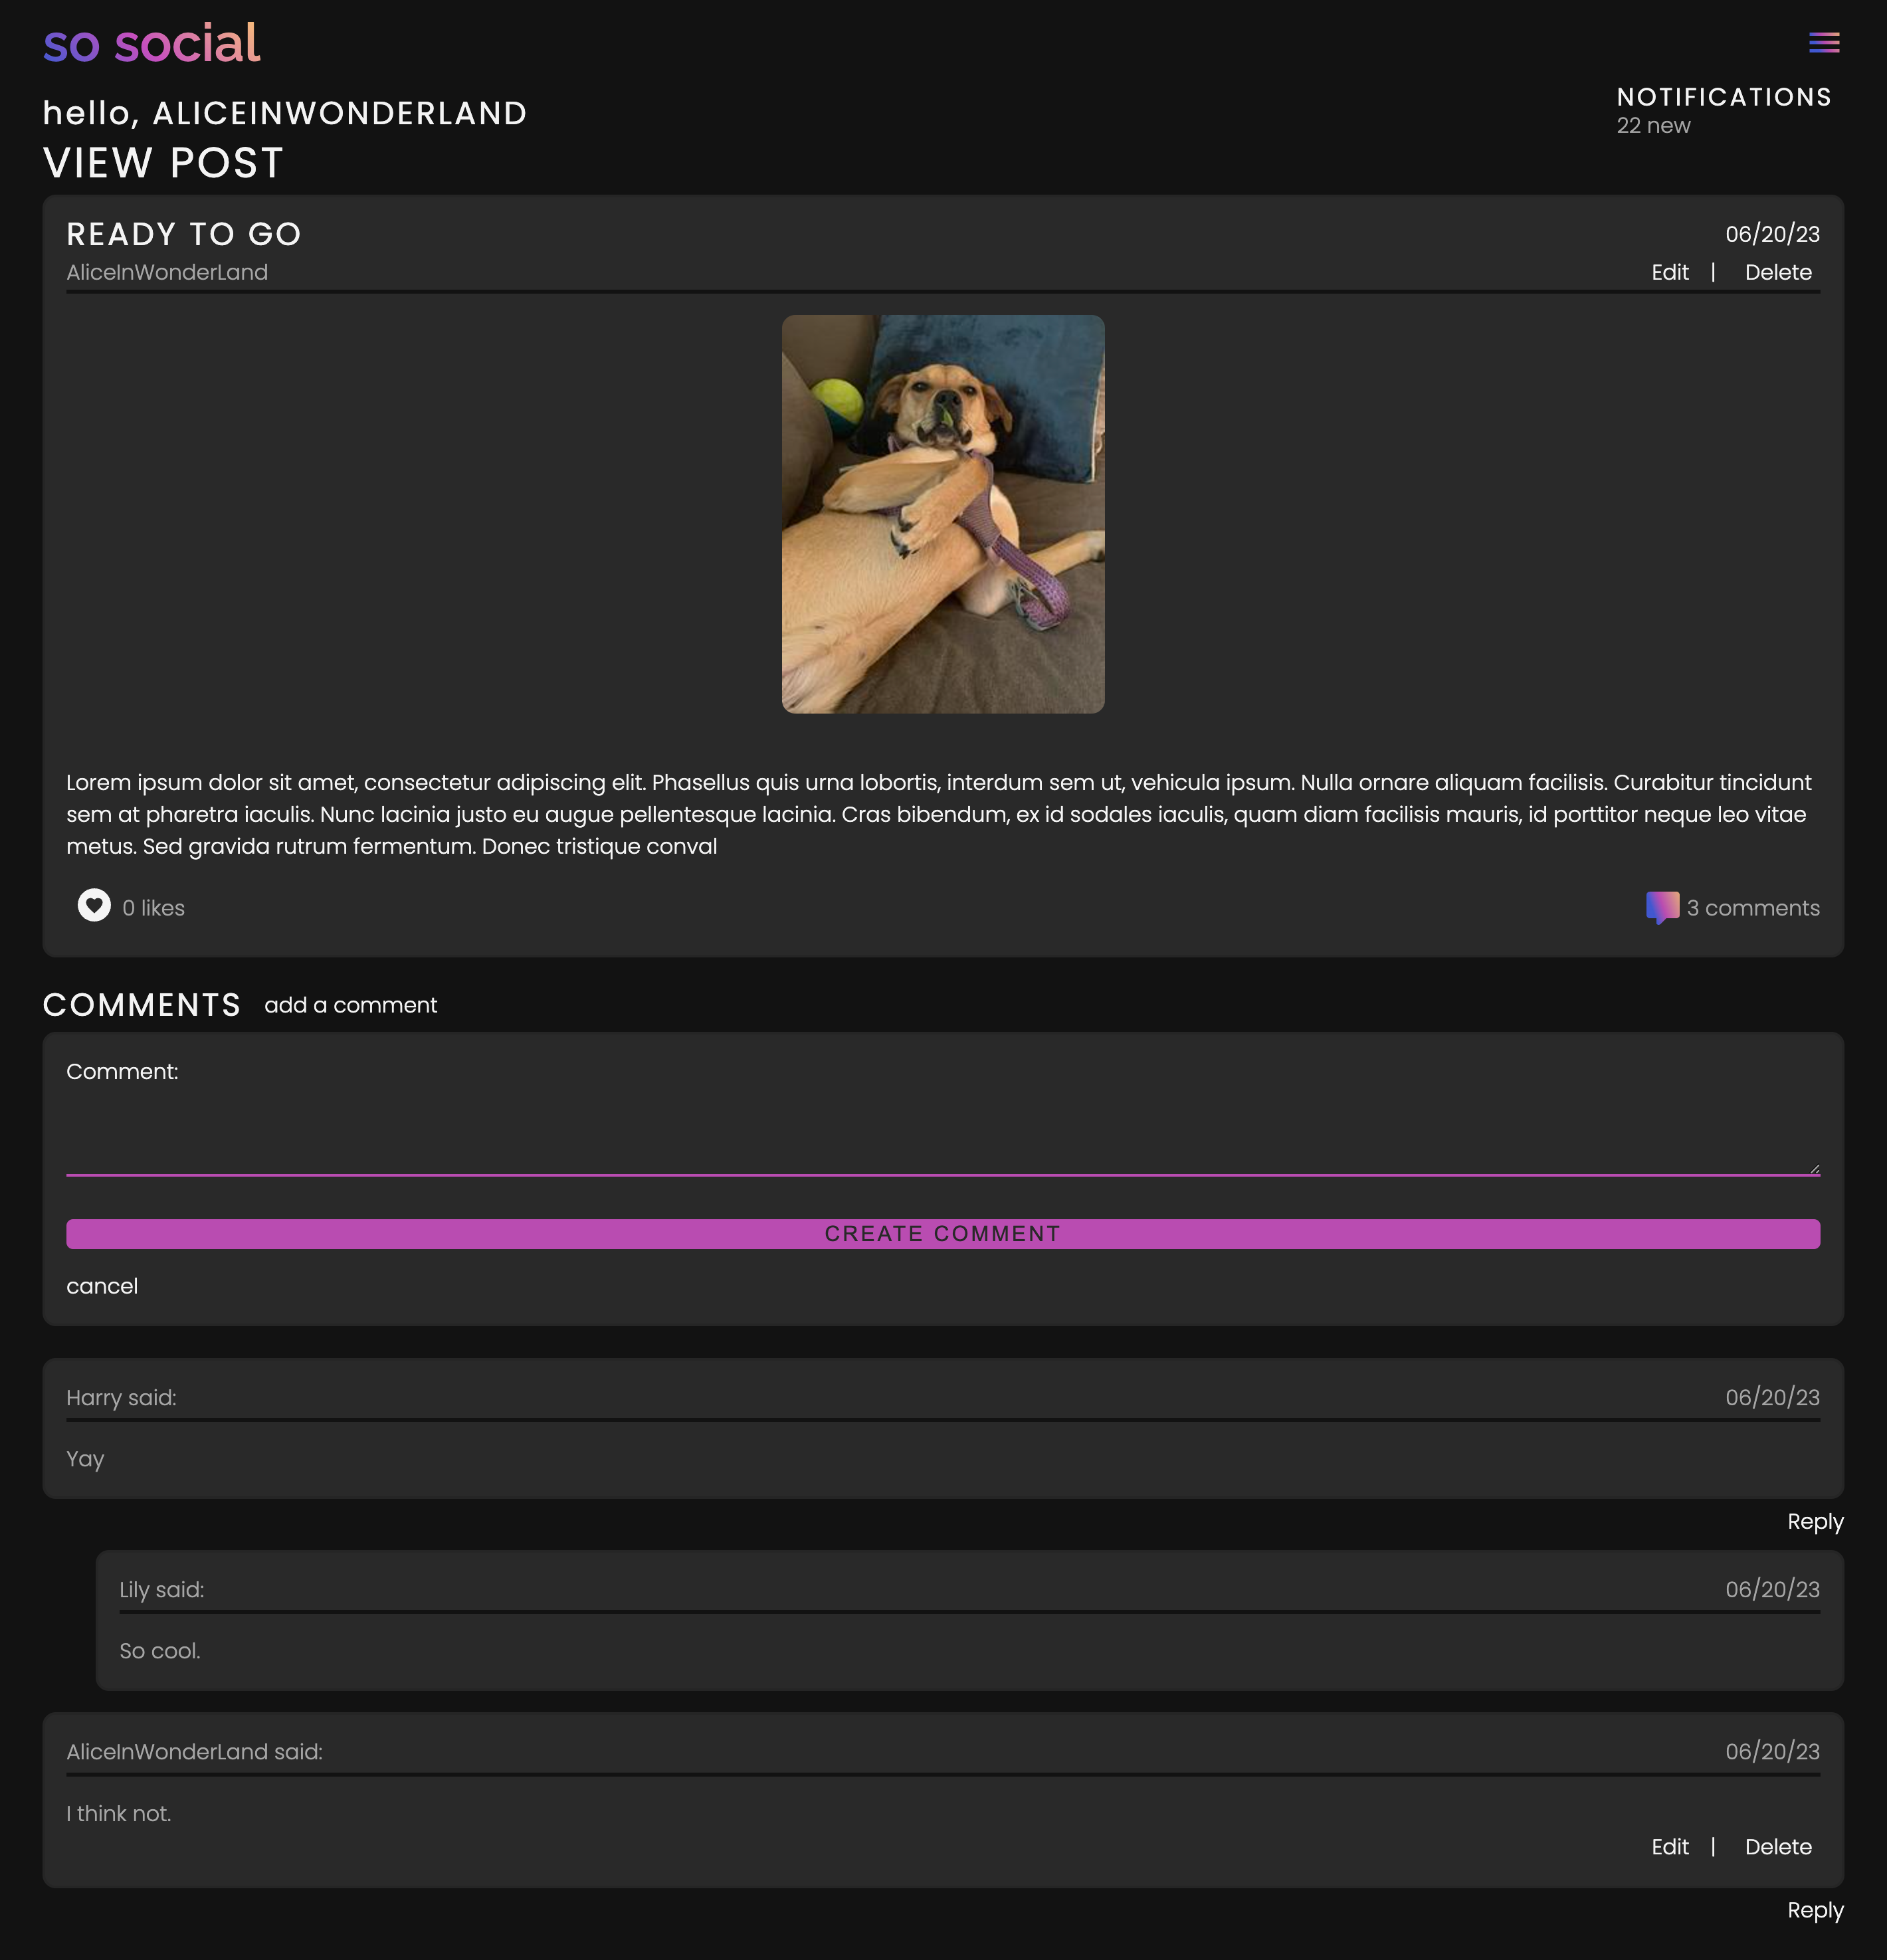 so social
hello, ALICEINWONDERLAND
NOTIFICATIONS
22 new
VIEW POST
READY TO GO
06/20/23
AliceInWonderLand
Edit | Delete
Lorem ipsum dolor sit amet, consectetur adipiscing elit. Phasellus quis urna lobortis, interdum sem ut, vehicula ipsum. Nulla ornare aliquam facilisis. Curabitur tincidunt
sem at pharetra iaculis. Nunc lacinia justo eu augue pellentesque lacinia. Cras bibendum, ex id sodales iaculis, quam diam facilisis mauris, id porttitor neque leo vitae
metus. Sed gravida rutrum fermentum. Donec tristique conval
0 likes
3 comments
COMMENTS add a comment
Comment:
CREATE COMMENT
cancel
Harry said:
06/20/23
Yay
Reply
Lily said:
06/20/23
So cool.
AliceInWonderLand said:
06/20/23
I think not.
Edit | Delete
Reply